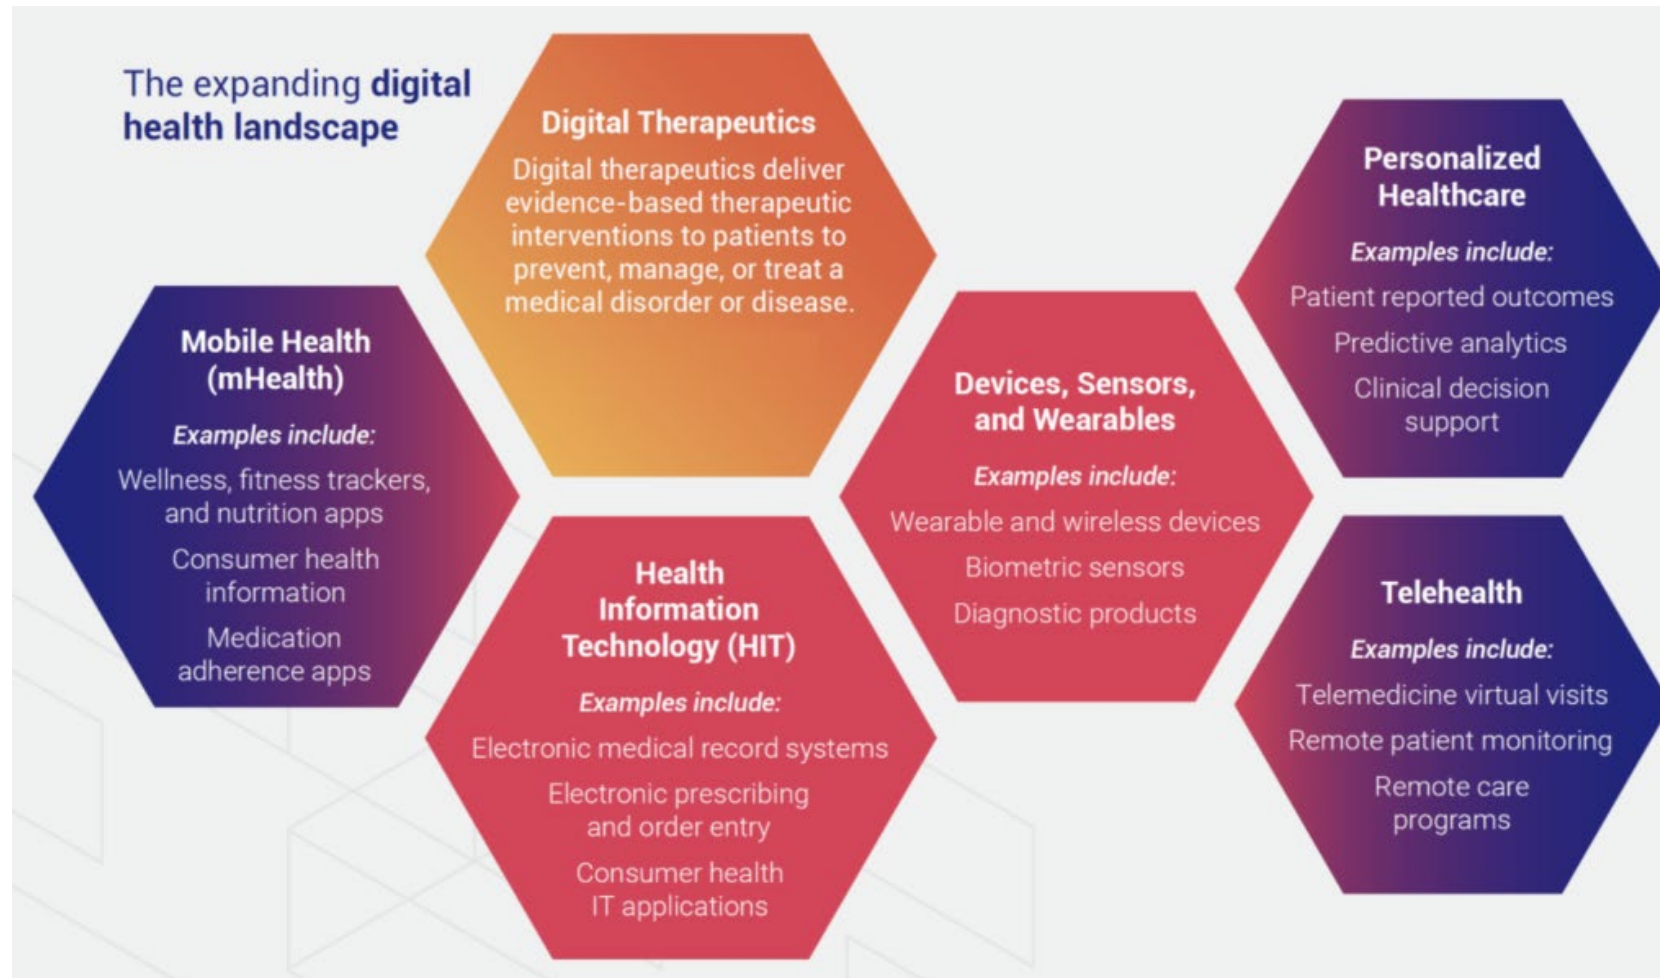 The expanding digital
health landscape
Digital Therapeutics
Digital therapeutics deliver
evidence-based therapeutic
interventions to patients to
prevent, manage, or treat a
medical disorder or disease.
Mobile Health
(mHealth)
Examples include:
Wellness, fitness trackers,
and nutrition apps
Consumer health
information
Medication
adherence apps
Health
Information
Technology (HIT)
Examples include:
Electronic medical record systems
Electronic prescribing
and order entry
Consumer health
IT applications
Devices, Sensors,
and Wearables
Examples include:
Wearable and wireless devices
Biometric sensors
Diagnostic products
Personalized
Healthcare
Examples include:
Patient reported outcomes
Predictive analytics
Clinical decision
support
Telehealth
Examples include:
Telemedicine virtual visits
Remote patient monitoring
Remote care
programs